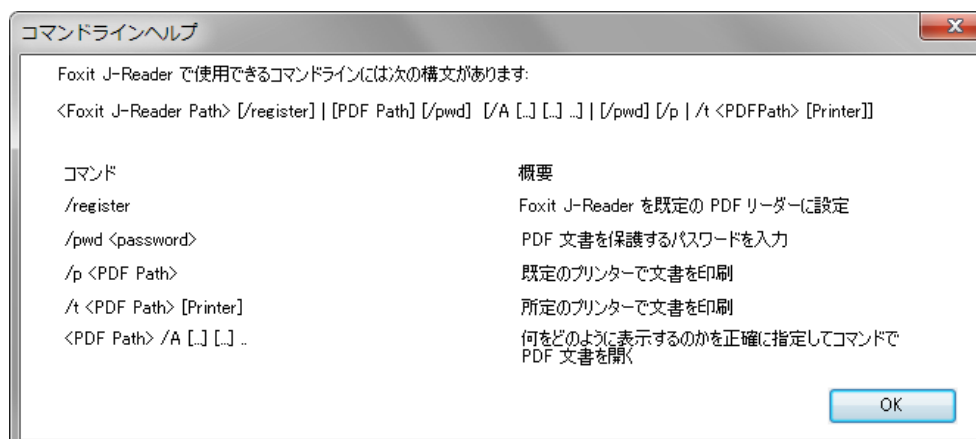 コマンドラインヘルプ
Foxit J-Reader で使用できるコマンドラインには次の構文があります:
<Foxit J-Reader Path> [/register] | [PDF Path] [/pwd] [/A [..] [..] ..] | [/pwd] [/p | /t <PDFPath> [Printer]]
コマンド 概要
/register Foxit J-Reader を既定の PDF リーダーに設定
/pwd <password> PDF 文書を保護するパスワードを入力
/p <PDF Path> 既定のプリンターで文書を印刷
/t <PDF Path> [Printer] 所定のプリンターで文書を印刷
<PDF Path> /A [..] [..] .. 何をどのように表示するのかを正確に指定してコマンドで
PDF 文書を開く
OK